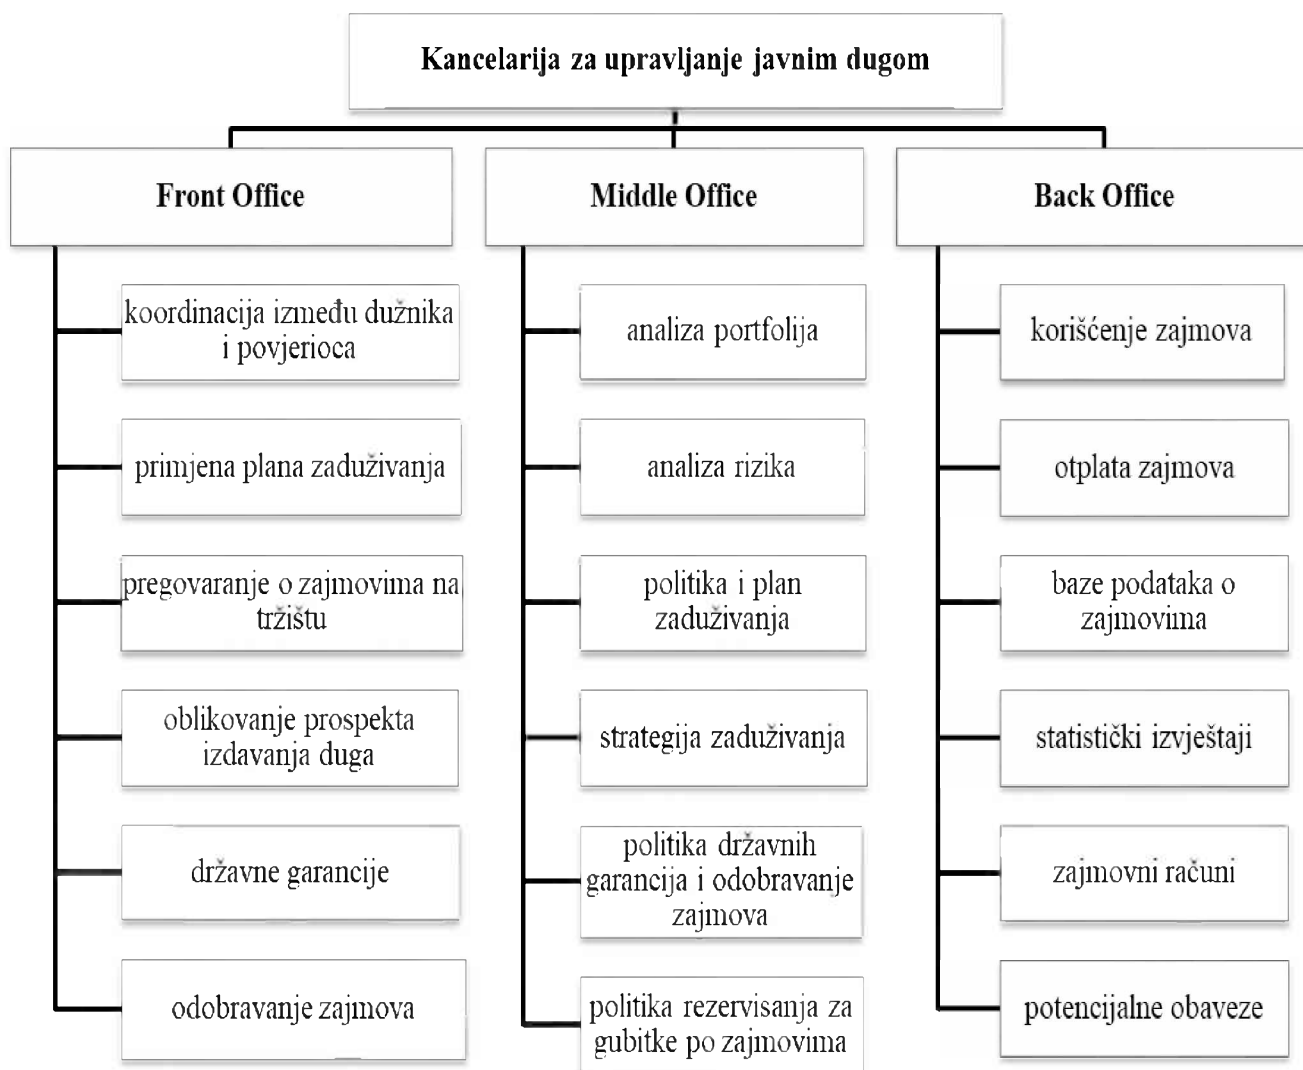 Kancelarija za upravljanje javnim dugom
Front Office
koordinacija između dužnika
i povjerioca
primjena plana zaduživanja
pregovaranje o zajmovima na
tržištu
oblikovanje prospekta
izdavanja duga
državne garancije
odobravanje zajmova
Middle Office
analiza portfolija
analiza rizika
politika i plan
zaduživanja
strategija zaduživanja
politika državnih
garancija i odobravanje
zajmova
politika rezervisanja za
gubitke po zajmovima
Back Office
korišćenje zajmova
otplata zajmova
baze podataka o
zajmovima
statistički izvještaji
zajmovni računi
potencijalne obaveze